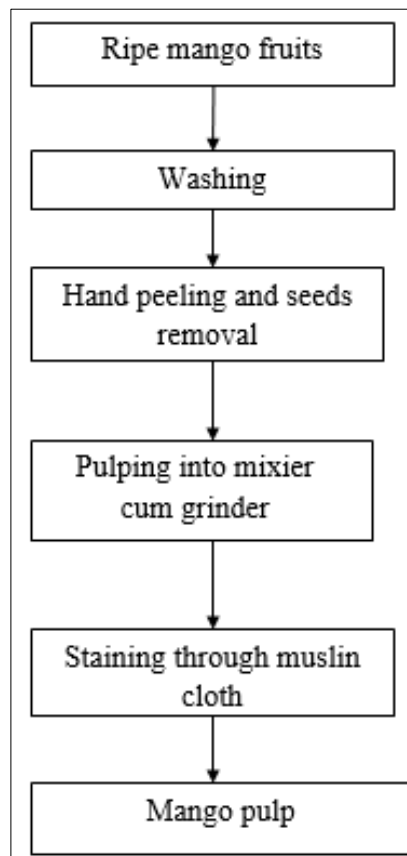 Ripe mango fruits
Washing
Hand peeling and seeds
removal
Pulping into mixier
cum grinder
Staining through muslin
cloth
Mango pulp